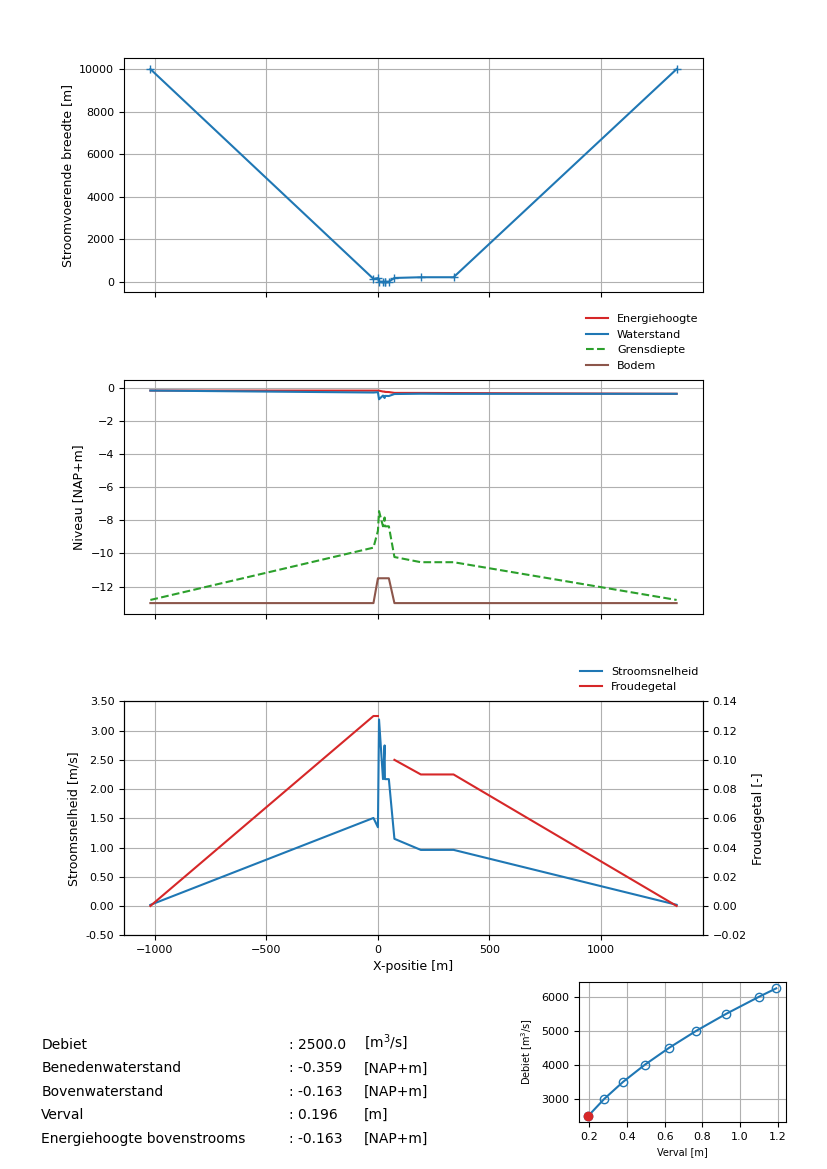 10000
8000
6000
4000
2000
0
Stroomvoerende breedte [m]
Energiehoogte
Waterstand
Grensdiepte
Bodem
0
−2
−4
−6
−8
−10
−12
Niveau [NAP+m]
Stroomsnelheid
Froudegetal
3.50
3.00
2.50
2.00
1.50
1.00
0.50
0.00
-0.50
Stroomsnelheid [m/s]
0.14
0.12
0.10
0.08
0.06
0.04
0.02
0.00
−0.02
Froudegetal [-]
−1000 −500 0 500 1000
X-positie [m]
Debiet : 2500.0 [m³/s]
Benedenwaterstand : -0.359 [NAP+m]
Bovenwaterstand : -0.163 [NAP+m]
Verval : 0.196 [m]
Energiehoogte bovenstrooms : -0.163 [NAP+m]
6000
5000
4000
3000
Debiet [m³/s]
0.2 0.4 0.6 0.8 1.0 1.2
Verval [m]